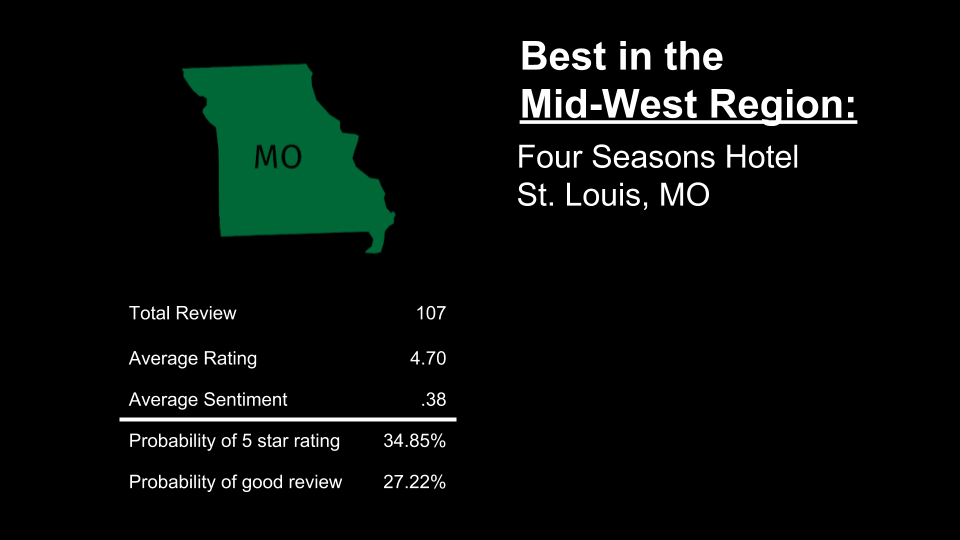 Best in the
Mid-West Region:
Four Seasons Hotel
St. Louis, MO
MO
Total Review 107
Average Rating 4.70
Average Sentiment .38
Probability of 5 star rating 34.85%
Probability of good review 27.22%